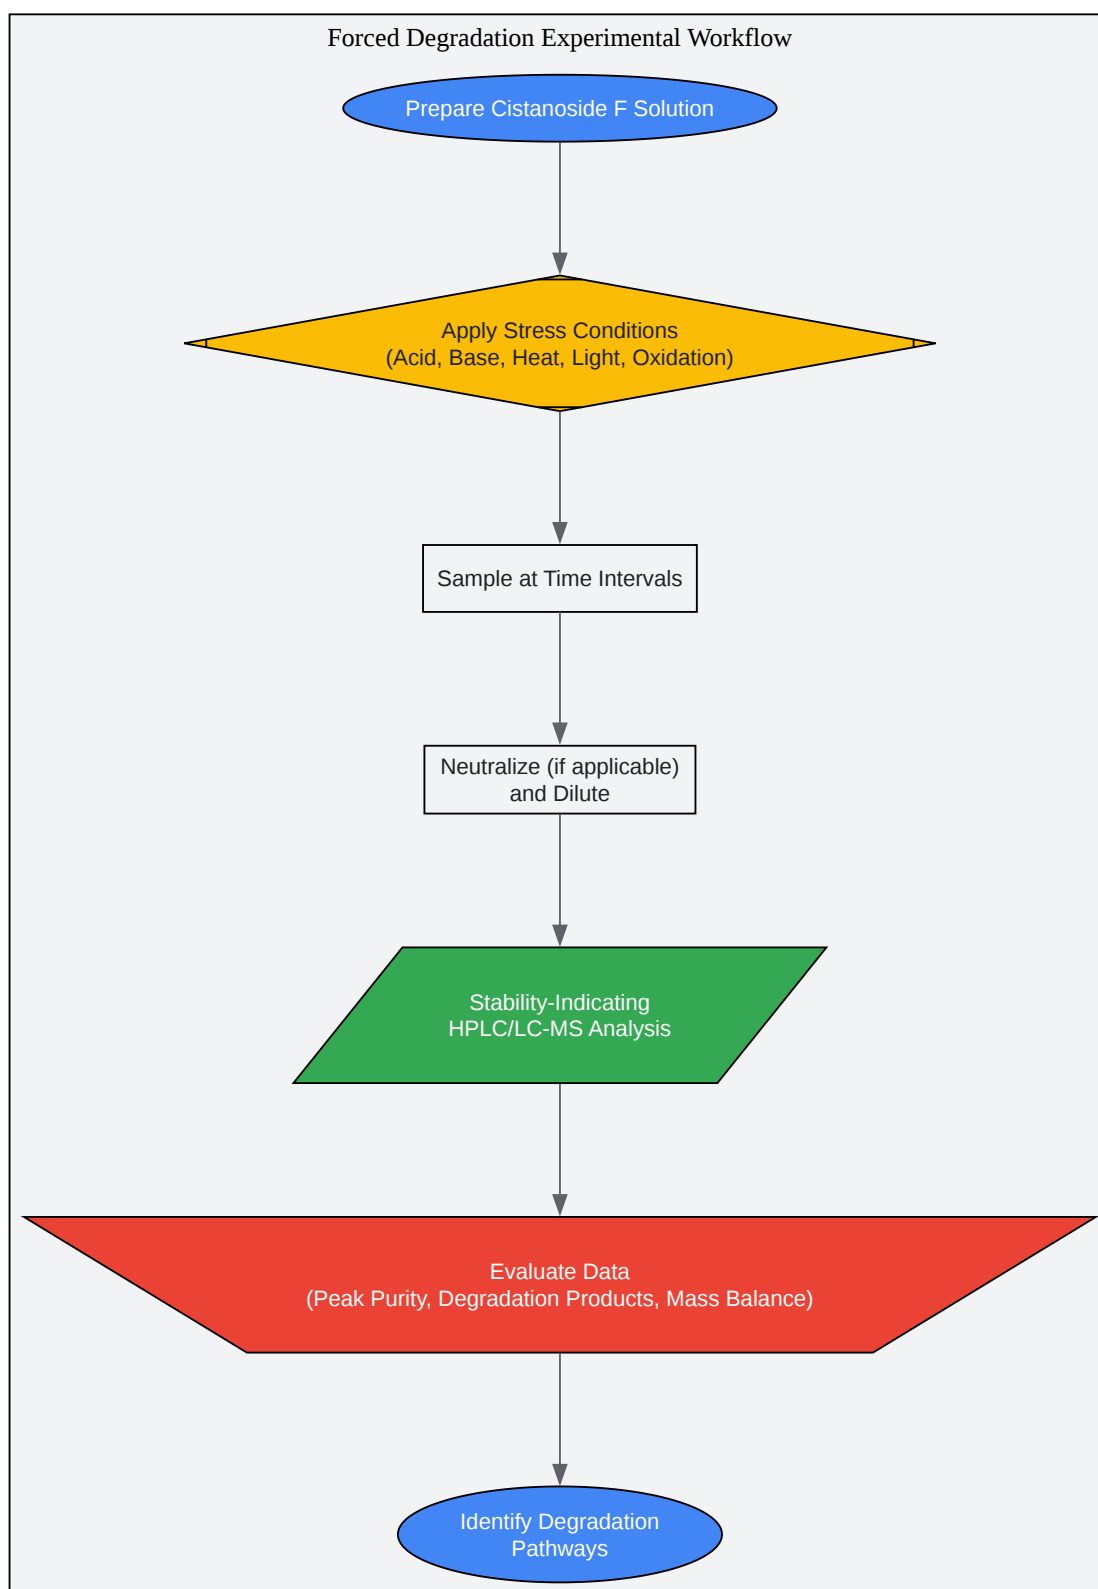 Forced Degradation Experimental Workflow
Prepare Cistanoside F Solution
Apply Stress Conditions
(Acid, Base, Heat, Light, Oxidation)
Sample at Time Intervals
Neutralize (if applicable)
and Dilute
Stability-Indicating
HPLC/LC-MS Analysis
Evaluate Data
(Peak Purity, Degradation Products, Mass Balance)
Identify Degradation
Pathways